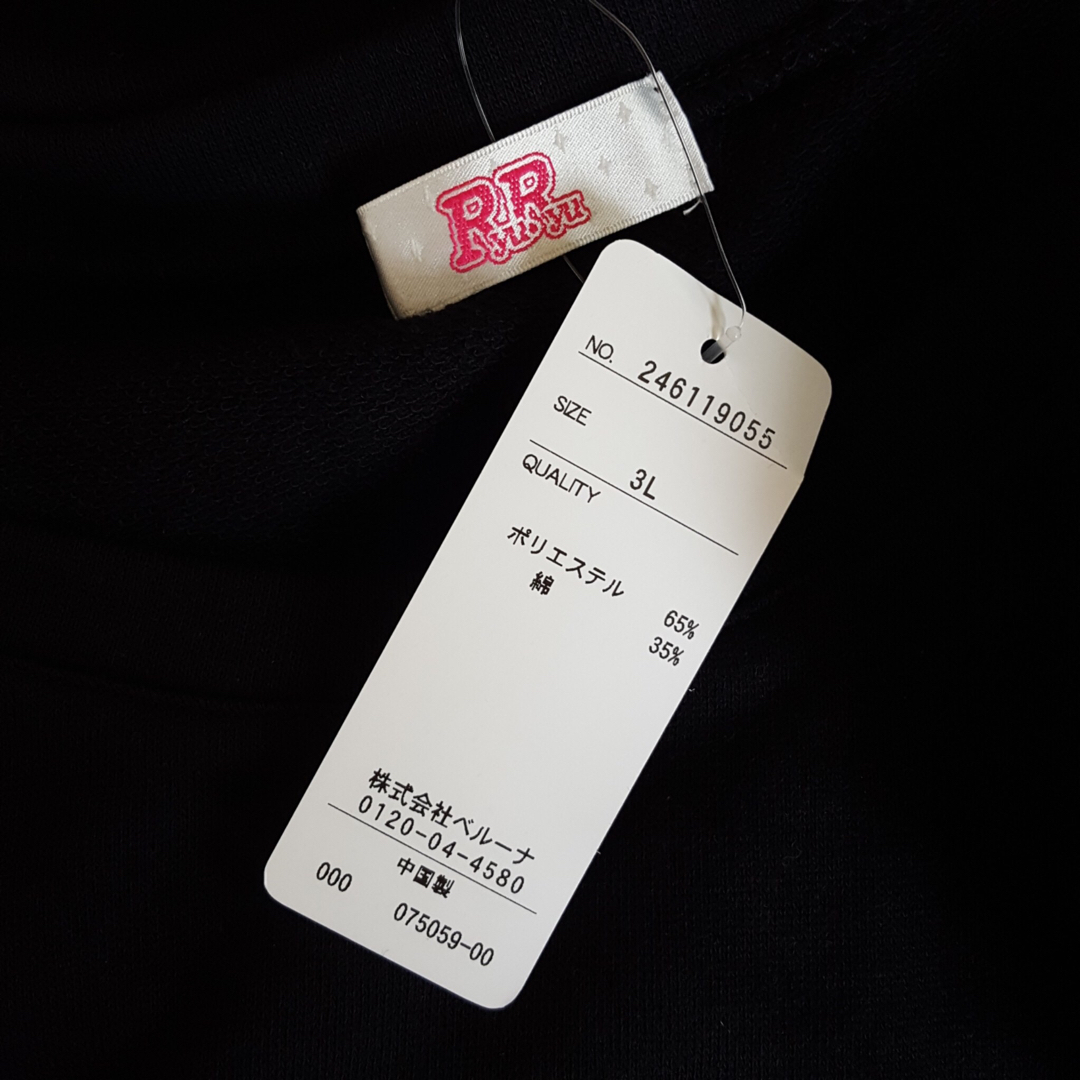 RyuRyu
NO. 246119055
SIZE
3L
QUALITY
ポリエステル 65%
綿 35%
株式会社ベルーナ
0120-04-4580
中国製
000 075059-00